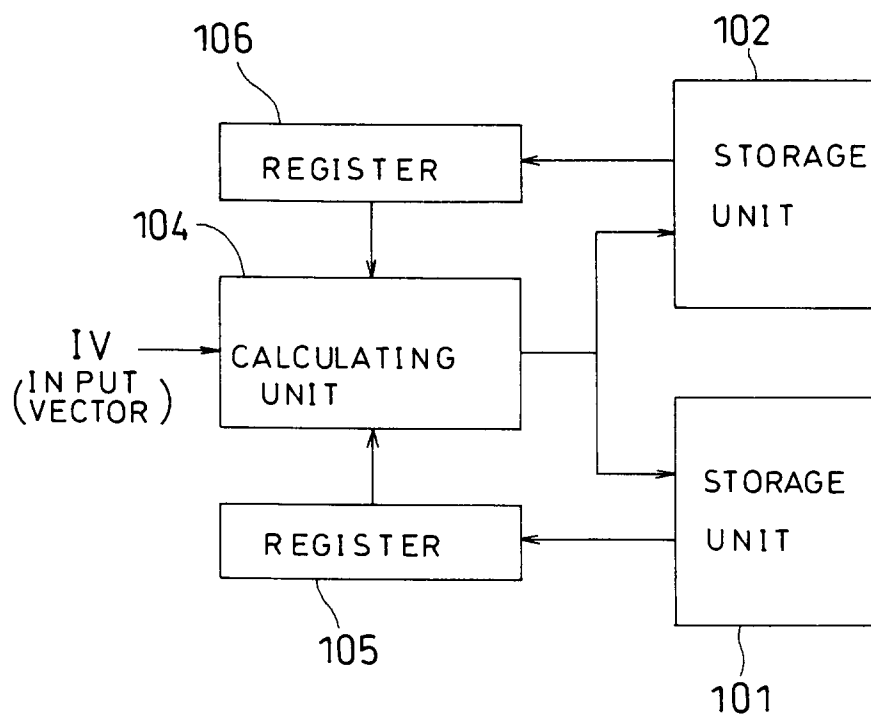 106
102
REGISTER
STORAGE
UNIT
104
IV
(INPUT
VECTOR)
CALCULATING
UNIT
STORAGE
UNIT
REGISTER
105
101